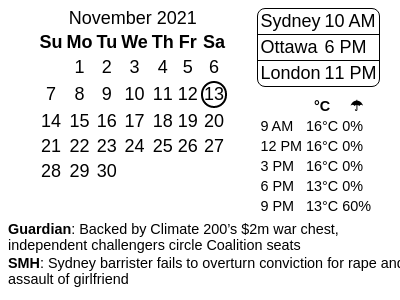 November 2021
Su Mo Tu We Th Fr Sa
1 2 3 4 5 6
7 8 9 10 11 12 13
14 15 16 17 18 19 20
21 22 23 24 25 26 27
28 29 30
Sydney 10 AM
Ottawa 6 PM
London 11 PM
°C ☂
9 AM 16°C 0%
12 PM 16°C 0%
3 PM 16°C 0%
6 PM 13°C 0%
9 PM 13°C 60%
Guardian: Backed by Climate 200’s $2m war chest,
independent challengers circle Coalition seats
SMH: Sydney barrister fails to overturn conviction for rape and
assault of girlfriend